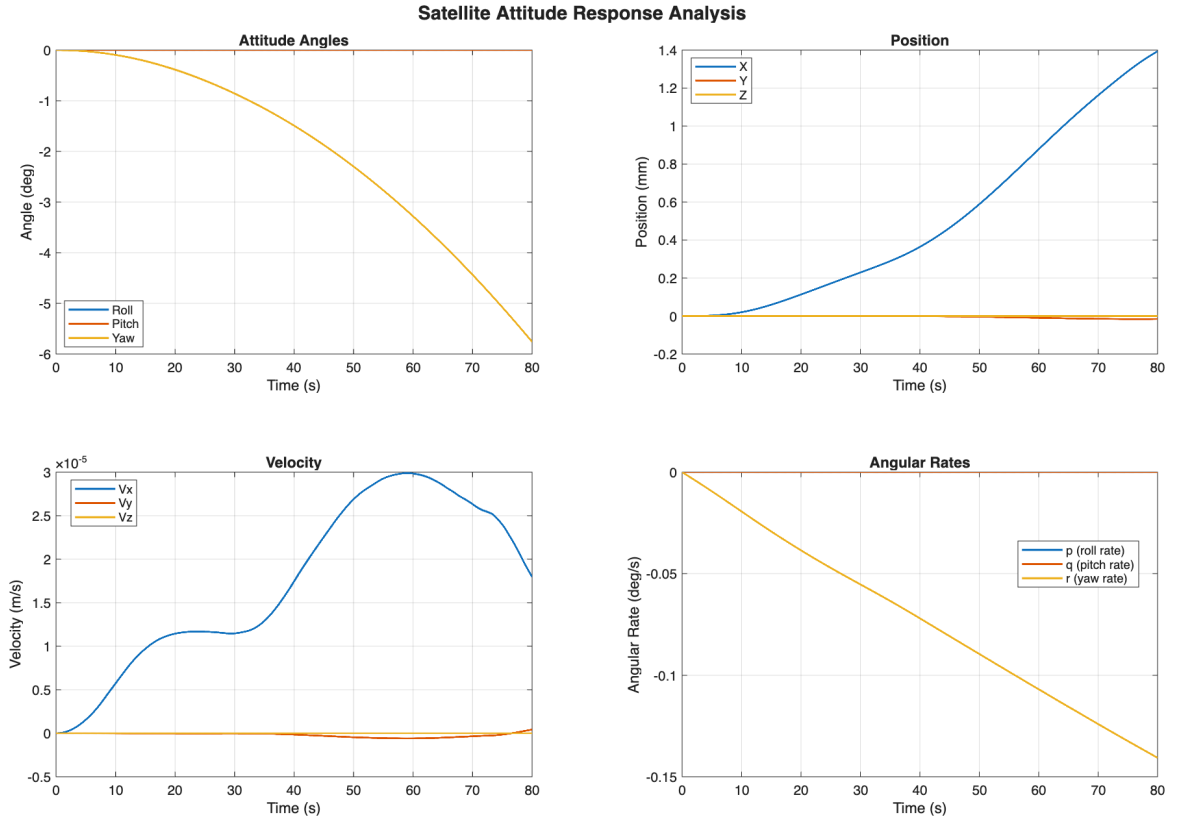 Satellite Attitude Response Analysis
Attitude Angles
0
-1
-2
-3
-4
-5
-6
Angle (deg)
Roll
Pitch
Yaw
0 10 20 30 40 50 60 70 80
Time (s)
Position
1.4
1.2
1
0.8
0.6
0.4
0.2
0
-0.2
Position (mm)
X
Y
Z
0 10 20 30 40 50 60 70 80
Time (s)
Velocity
×10⁻⁵
3
2.5
2
1.5
1
0.5
0
-0.5
Velocity (m/s)
Vx
Vy
Vz
0 10 20 30 40 50 60 70 80
Time (s)
Angular Rates
0
-0.05
-0.1
-0.15
Angular Rate (deg/s)
p (roll rate)
q (pitch rate)
r (yaw rate)
0 10 20 30 40 50 60 70 80
Time (s)